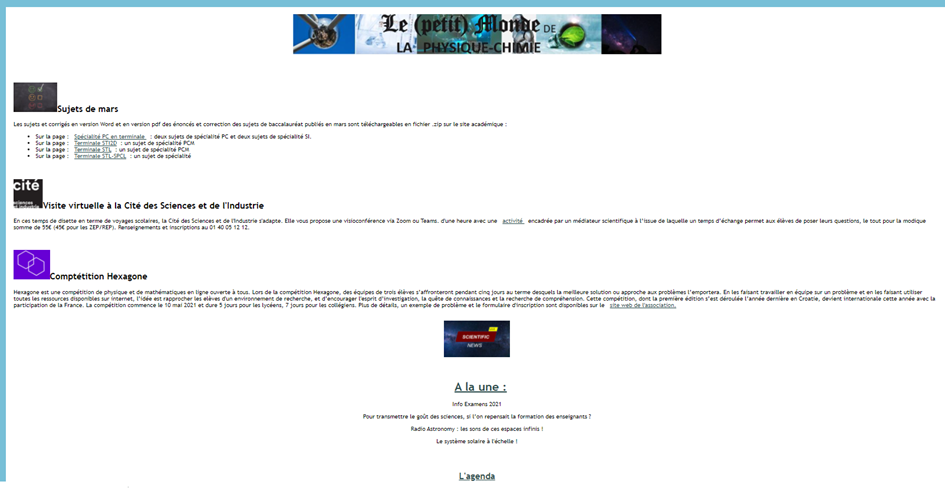 Le (petit) Monde DE
LA PHYSIQUE-CHIMIE
Sujets de mars
Les sujets et corrigés en version Word et en version pdf des énoncés et correction des sujets de baccalauréat publiés en mars sont téléchargeables en fichier .zip sur le site académique :
Sur la page : Spécialité PC en terminale : deux sujets de spécialité PC et deux sujets de spécialité SI.
Sur la page : Terminale STI2D : un sujet de spécialité PCM
Sur la page : Terminale STL : un sujet de spécialité PCM
Sur la page : Terminale STL-SPCL : un sujet de spécialité
cité
sciences
et industrie
Visite virtuelle à la Cité des Sciences et de l'Industrie
En ces temps de disette en terme de voyages scolaires, la Cité des Sciences et de l'Industrie s'adapte. Elle vous propose une visioconférence via Zoom ou Teams. d'une heure avec une activité encadrée par un médiateur scientifique à l'issue de laquelle un temps d'échange permet aux élèves de poser leurs questions, le tout pour la modique
somme de 55€ (45€ pour les ZEP/REP). Renseignements et inscriptions au 01 40 05 12 12.
Comptétition Hexagone
Hexagone est une compétition de physique et de mathématiques en ligne ouverte à tous. Lors de la compétition Hexagone, des équipes de trois élèves s'affronteront pendant cinq jours au terme desquels la meilleure solution ou approche aux problèmes l'emportera. En les faisant travailler en équipe sur un problème et en les faisant utiliser
toutes les ressources disponibles sur internet, l'idée est rapprocher les élèves d'un environnement de recherche, et d'encourager l'esprit d'investigation, la quête de connaissances et la recherche de compréhension. Cette compétition, dont la première édition s'est déroulée l'année dernière en Croatie, devient internationale cette année avec la
participation de la France. La compétition commence le 10 mai 2021 et dure 5 jours pour les lycéens, 7 jours pour les collégiens. Plus de détails, un exemple de problème et le formulaire d'inscription sont disponibles sur le site web de l'association.
SCIENTIFIC
NEWS
A la une :
Info Examens 2021
Pour transmettre le goût des sciences, si l'on repensait la formation des enseignants ?
Radio Astronomy : les sons de ces espaces infinis !
Le système solaire à l'échelle !
L'agenda